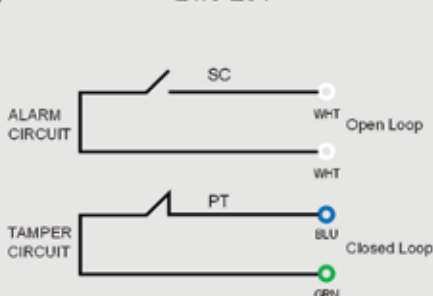 SC
ALARM
CIRCUIT
WHT
Open Loop
WHT
PT
TAMPER
CIRCUIT
BLU
Closed Loop
GRN